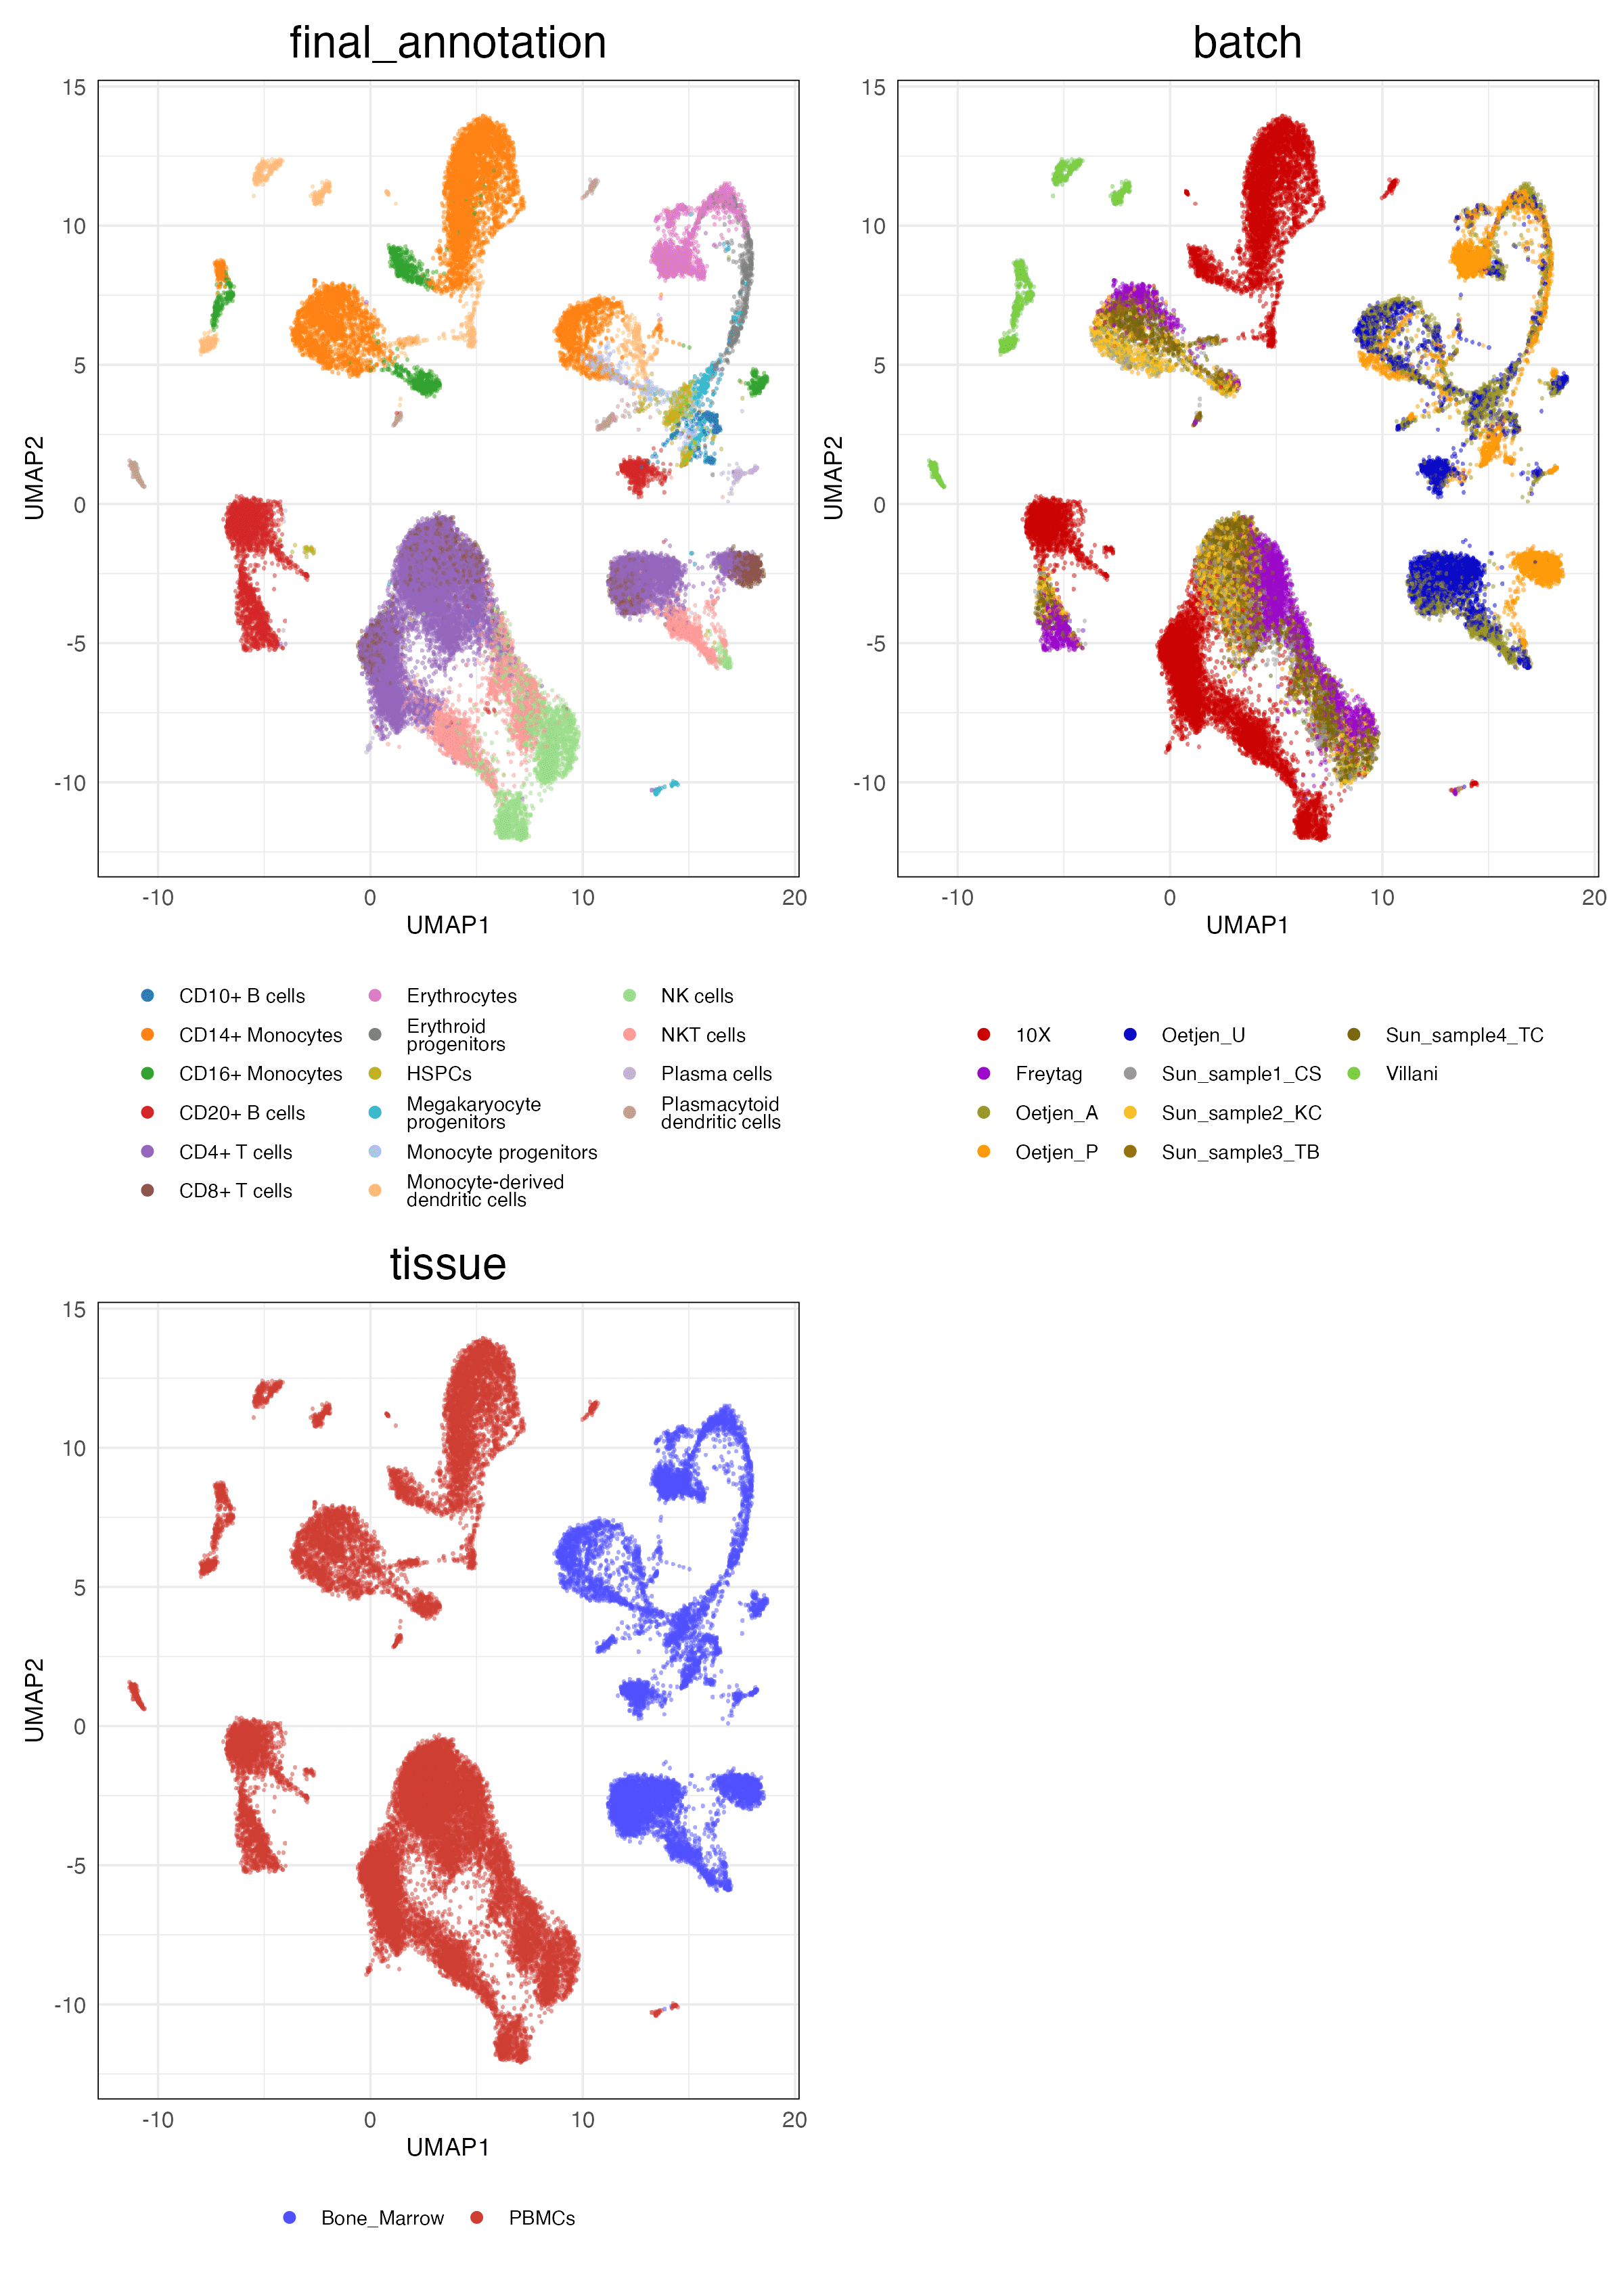 final_annotation
15
10
5
0
-5
-10
UMAP2
-10
0
10
20
UMAP1
CD10+ B cells
CD14+ Monocytes
CD16+ Monocytes
CD20+ B cells
CD4+ T cells
CD8+ T cells
Erythrocytes
Erythroid
progenitors
HSPCs
Megakaryocyte
progenitors
Monocyte progenitors
Monocyte-derived
dendritic cells
NK cells
NKT cells
Plasma cells
Plasmacytoid
dendritic cells
batch
15
10
5
0
-5
-10
UMAP2
-10
0
10
20
UMAP1
10X
Freytag
Oetjen_A
Oetjen_P
Oetjen_U
Sun_sample1_CS
Sun_sample2_KC
Sun_sample3_TB
Sun_sample4_TC
Villani
tissue
15
10
5
0
-5
-10
UMAP2
-10
0
10
20
UMAP1
Bone_Marrow
PBMCs